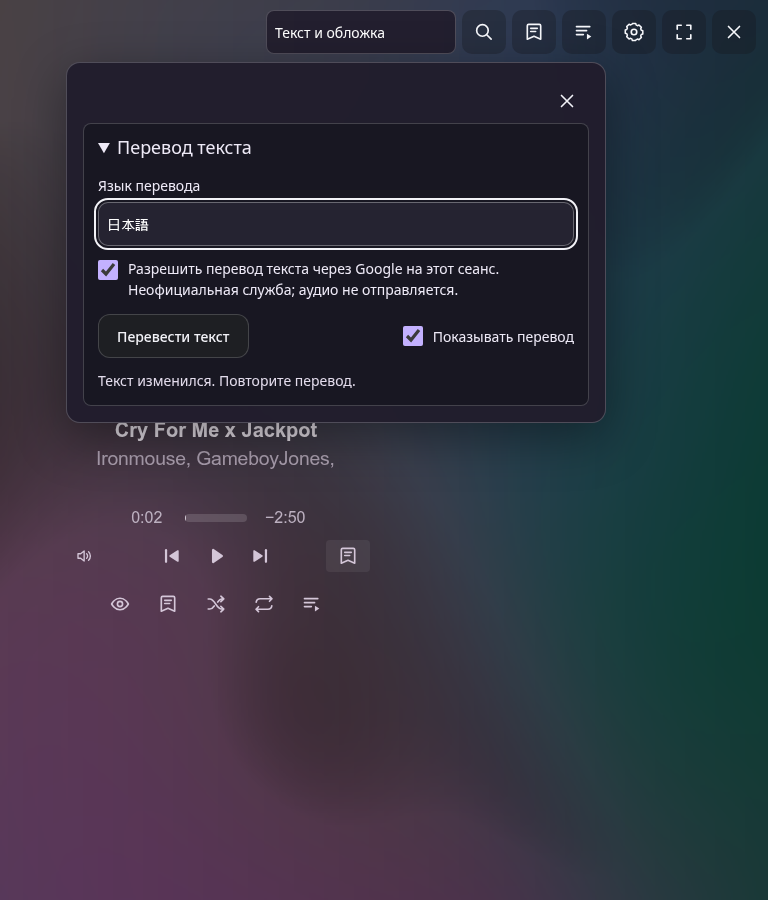 Текст и обложка
Перевод текста
Язык перевода
日本語
Разрешить перевод текста через Google на этот сеанс.
Неофициальная служба; аудио не отправляется.
Перевести текст
Показывать перевод
Текст изменился. Повторите перевод.
Cry For Me x Jackpot
Ironmouse, GameboyJones,
0:02
−2:50